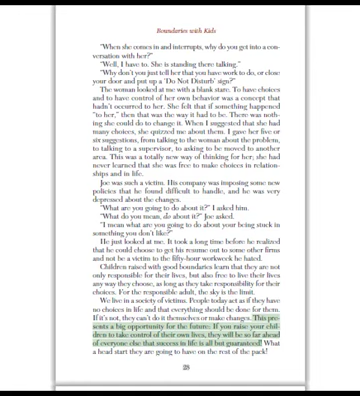 Boundaries with Kids
"When she comes in and interrupts, why do you get into a con-
versation with her?"
"Well, I have to. She is standing there talking."
"Why don't you just tell her that you have work to do, or close
your door and put up a 'Do Not Disturb' sign?"
The woman looked at me with a blank stare. To have choices
and to have control of her own behavior was a concept that
hadn't occurred to her. She felt that if something happened
"to her," then that was the way it had to be. There was noth-
ing she could do to change it. When I suggested that she had
many choices, she quizzed me about them. I gave her five or
six suggestions, from talking to the woman about the problem,
to talking to a supervisor, to asking to be moved to another
area. This was a totally new way of thinking for her; she had
never learned that she was free to make choices in relation-
ships and in life.
Joe was such a victim. His company was imposing some new
policies that he found difficult to handle, and he was very
depressed about the changes.
"What are you going to do about it?" I asked him.
"What do you mean, do about it?" Joe asked.
"I mean what are you going to do about your being stuck in
something you don't like?"
He just looked at me. It took a long time before he realized
that he could choose to get his resume out to some other firms
and not be a victim to the fifty-hour workweek he hated.
Children raised with good boundaries learn that they are not
only responsible for their lives, but also free to live their lives
any way they choose, as long as they take responsibility for their
choices. For the responsible adult, the sky is the limit.
We live in a society of victims. People today act as if they have
no choices in life and that everything should be done for them.
If it's not, they can't do it themselves or make changes. This pre-
sents a big opportunity for the future: If you raise your chil-
dren to take control of their own lives, they will be so far ahead
of everyone else that success in life is all but guaranteed! What
a head start they are going to have on the rest of the pack!
28